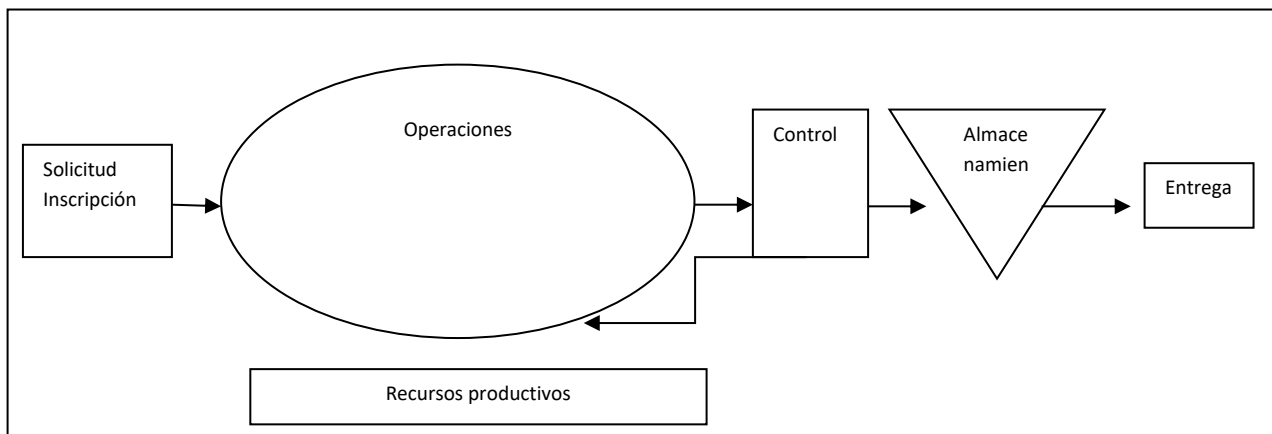 Solicitud
Inscripción
Operaciones
Control
Almace
namien
Entrega
Recursos productivos